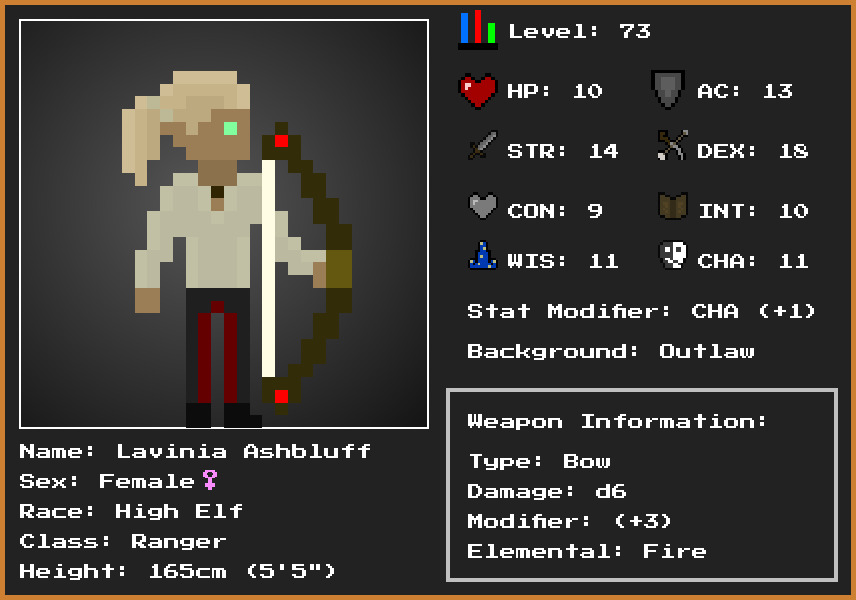 Level: 73
HP: 10
AC: 13
STR: 14
DEX: 18
CON: 9
INT: 10
WIS: 11
CHA: 11
Stat Modifier: CHA (+1)
Background: Outlaw
Weapon Information:
Type: Bow
Damage: d6
Modifier: (+3)
Elemental: Fire
Name: Lavinia Ashbluff
Sex: Female♀
Race: High Elf
Class: Ranger
Height: 165cm (5'5")